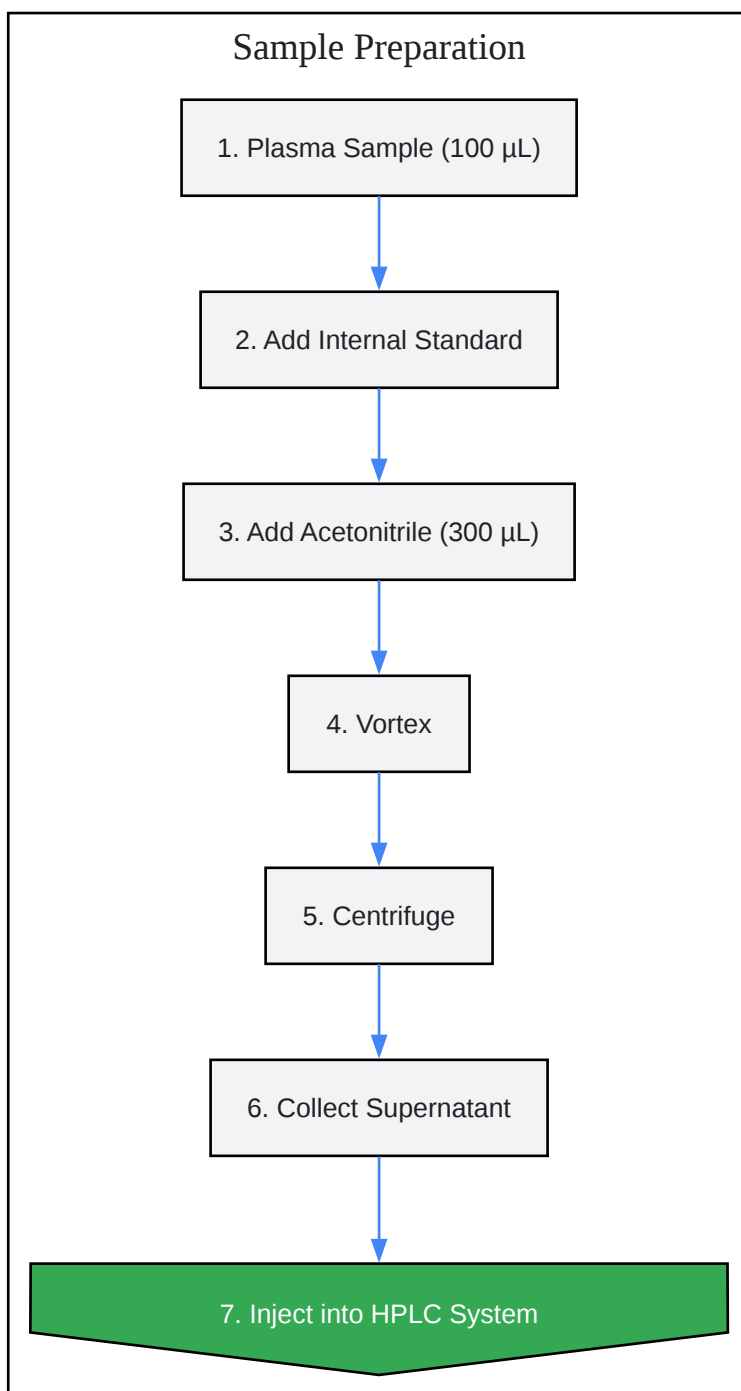 Sample Preparation
1. Plasma Sample (100 µL)
2. Add Internal Standard
3. Add Acetonitrile (300 µL)
4. Vortex
5. Centrifuge
6. Collect Supernatant
7. Inject into HPLC System